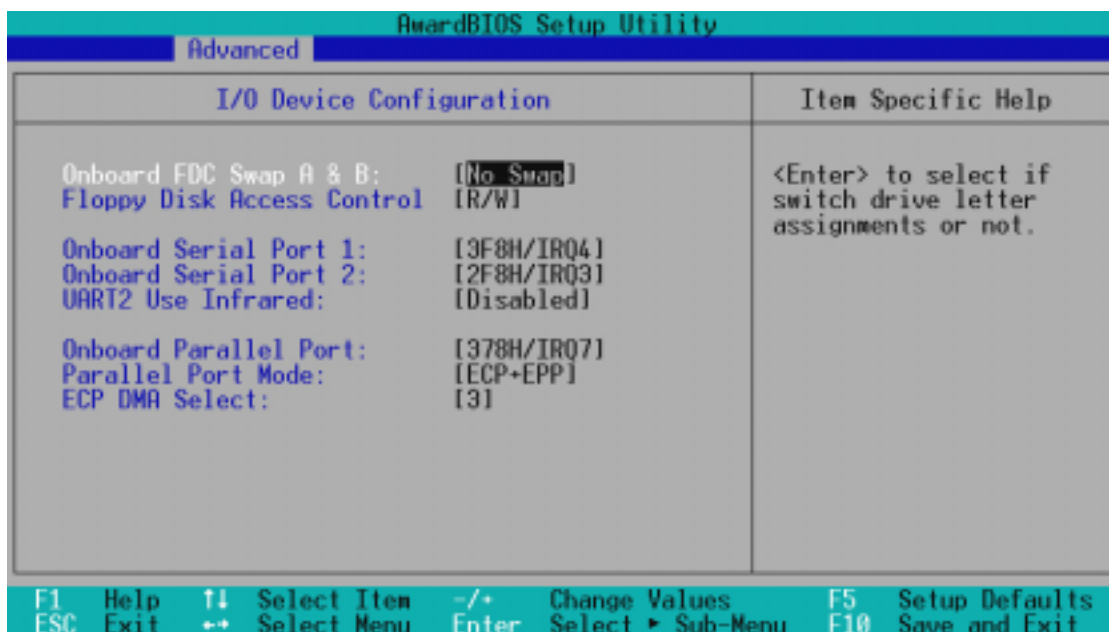 AwardBIOS Setup Utility
Advanced
I/O Device Configuration
Item Specific Help
Onboard FDC Swap A & B: [No Swap]
Floppy Disk Access Control [R/W]
Onboard Serial Port 1: [3F8H/IRQ4]
Onboard Serial Port 2: [2F8H/IRQ3]
UART2 Use Infrared: [Disabled]
Onboard Parallel Port: [378H/IRQ7]
Parallel Port Mode: [ECP+EPP]
ECP DMA Select: [3]
<Enter> to select if
switch drive letter
assignments or not.
F1 Help ↑↓ Select Item -/+ Change Values F5 Setup Defaults
ESC Exit ←→ Select Menu Enter Select ► Sub-Menu F10 Save and Exit